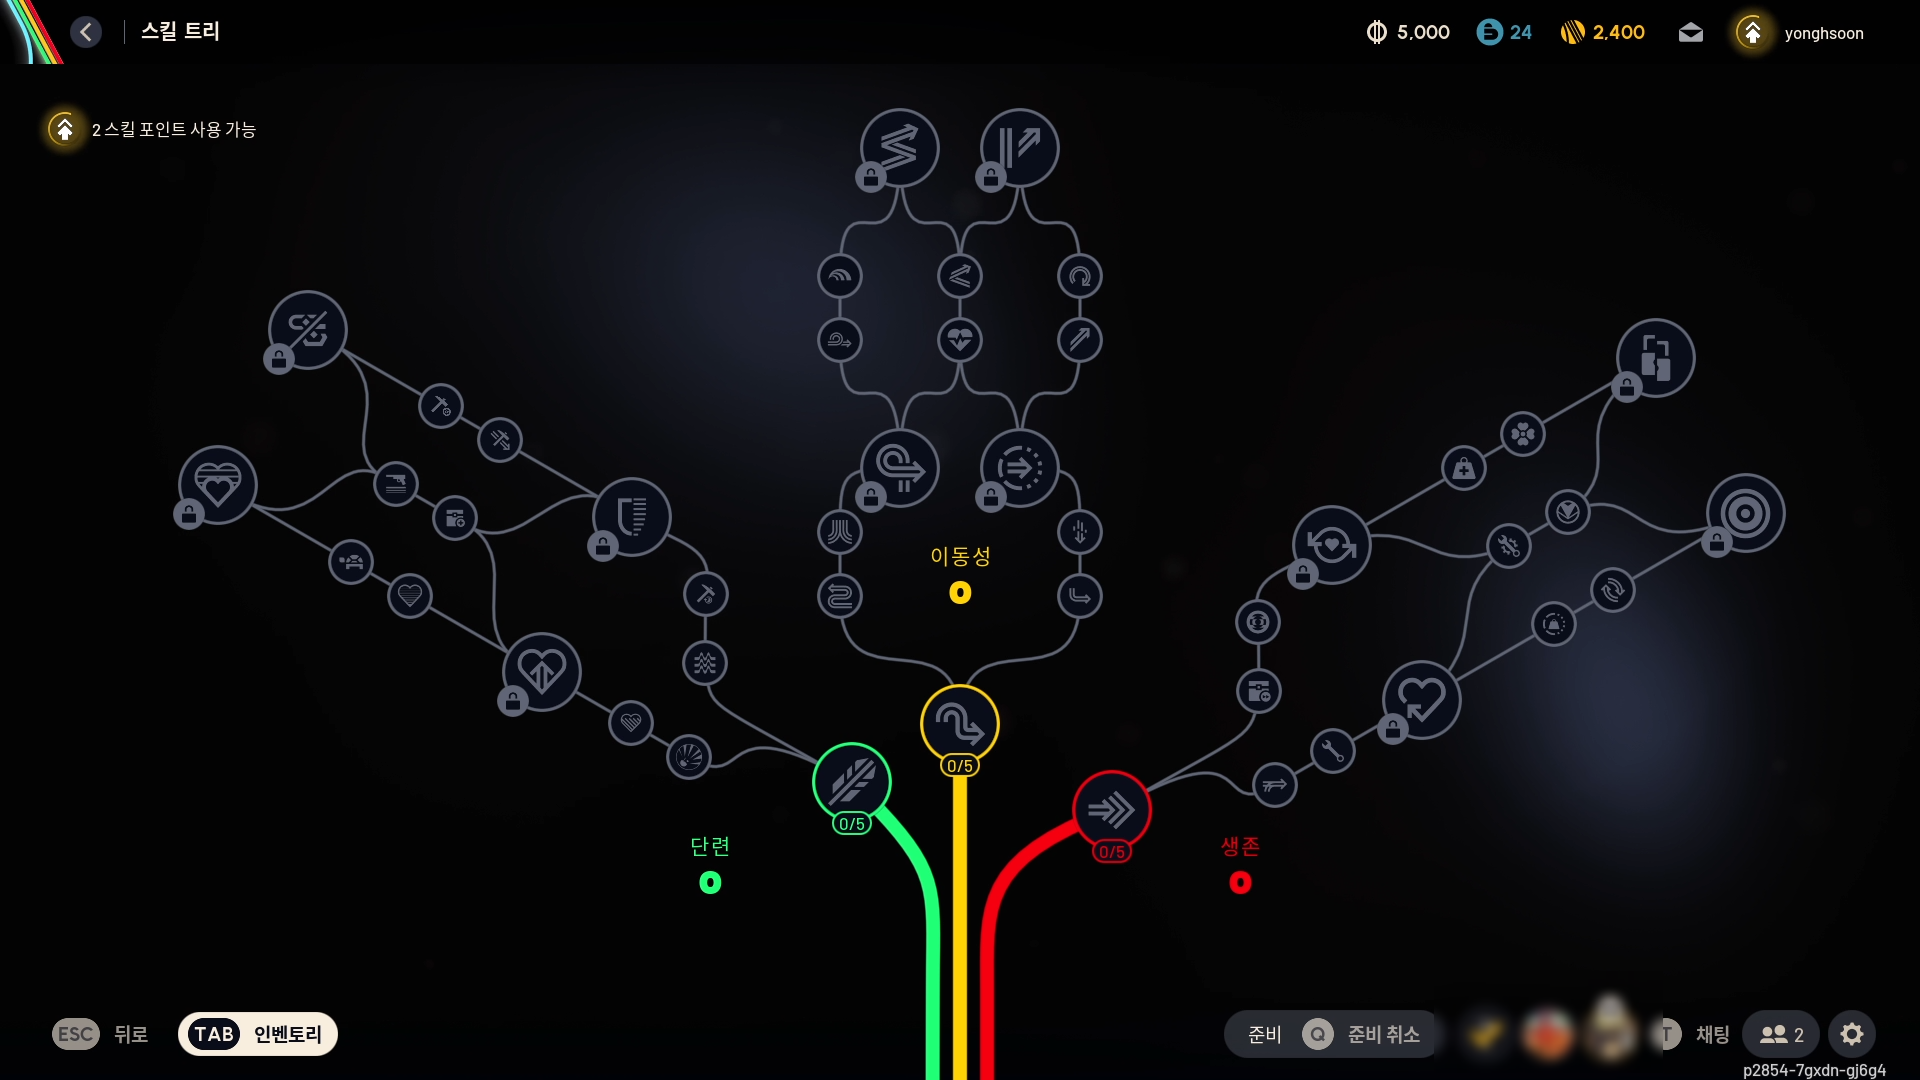 스킬 트리
5,000
24
2,400
yonghsoon
2 스킬 포인트 사용 가능
이동성
0
0/5
0/5
0/5
단련
0
생존
0
ESC 뒤로
TAB 인벤토리
준비 Q 준비 취소
T 채팅
2
p2854-7gxdn-gj6g4